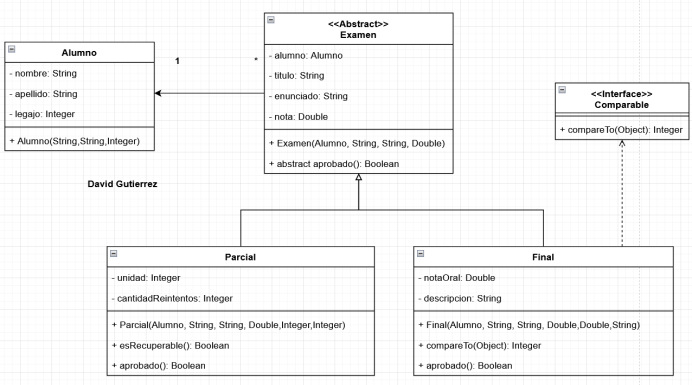 Alumno
- nombre: String
- apellido: String
- legajo: Integer
+ Alumno(String,String,Integer)
1
*
<<Abstract>>
Examen
- alumno: Alumno
- titulo: String
- enunciado: String
- nota: Double
+ Examen(Alumno, String, String, Double)
+ abstract aprobado(): Boolean
<<Interface>>
Comparable
+ compareTo(Object): Integer
David Gutierrez
Parcial
- unidad: Integer
- cantidadReintentos: Integer
+ Parcial(Alumno, String, String, Double,Integer,Integer)
+ esRecuperable(): Boolean
+ aprobado(): Boolean
Final
- notaOral: Double
- descripcion: String
+ Final(Alumno, String, String, Double,Double,String)
+ compareTo(Object): Integer
+ aprobado(): Boolean